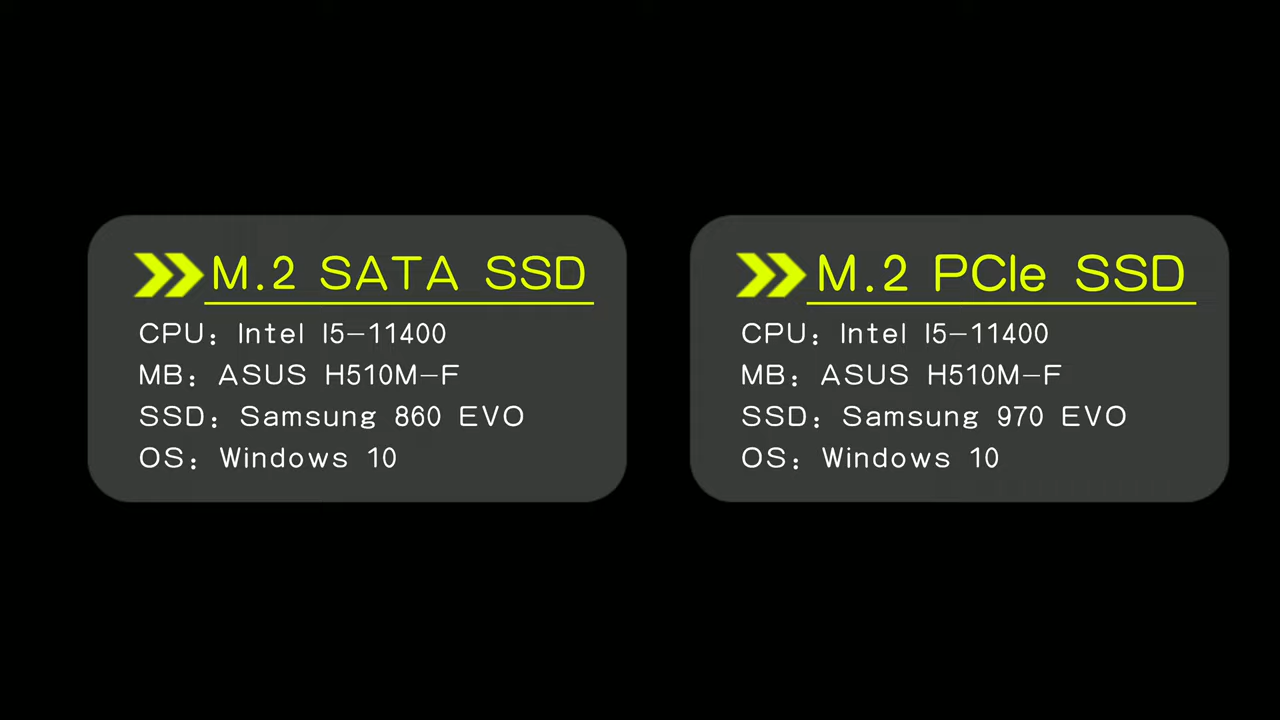 M.2 SATA SSD
CPU：Intel I5-11400
MB：ASUS H510M-F
SSD：Samsung 860 EVO
OS：Windows 10
M.2 PCIe SSD
CPU：Intel I5-11400
MB：ASUS H510M-F
SSD：Samsung 970 EVO
OS：Windows 10